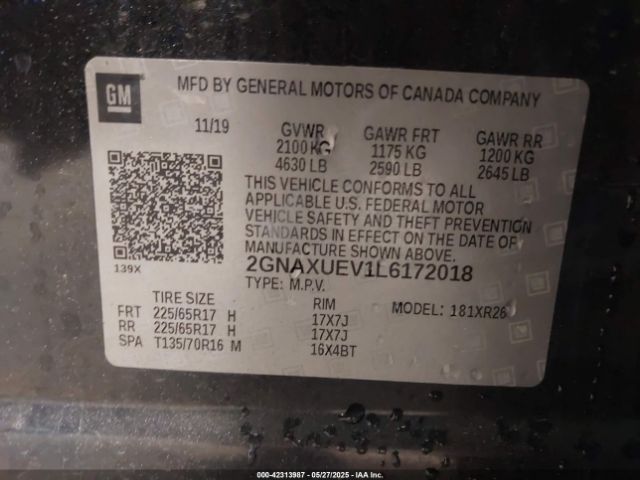 GM
MFD BY GENERAL MOTORS OF CANADA COMPANY
11/19 GVWR GAWR FRT GAWR RR
2100 KG 1175 KG 1200 KG
4630 LB 2590 LB 2645 LB
THIS VEHICLE CONFORMS TO ALL
APPLICABLE U.S. FEDERAL MOTOR
VEHICLE SAFETY AND THEFT PREVENTION
STANDARDS IN EFFECT ON THE DATE OF
MANUFACTURE SHOWN ABOVE.
139X
2GNAXUEV1L6172018
TYPE: M.P.V.
TIRE SIZE RIM MODEL: 181XR26
FRT 225/65R17 H 17X7J
RR 225/65R17 H 17X7J
SPA T135/70R16 M 16X4BT
000-42313987 - 05/27/2025 - IAA Inc.